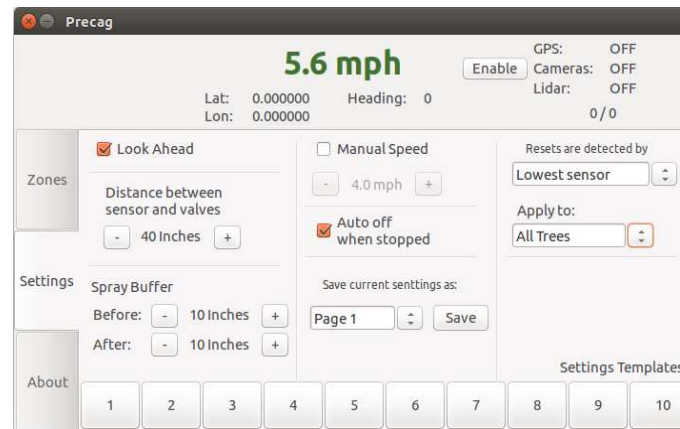 Precag
5.6 mph
Enable
GPS: OFF
Cameras: OFF
Lidar: OFF
0 / 0
Lat: 0.000000 Heading: 0
Lon: 0.000000
Zones
Settings
About
Look Ahead
Distance between
sensor and valves
- 40 Inches +
Spray Buffer
Before: - 10 Inches +
After: - 10 Inches +
Manual Speed
- 4.0 mph +
Auto off
when stopped
Save current senttings as:
Page 1 Save
Resets are detected by
Lowest sensor
Apply to:
All Trees
Settings Templates
1 2 3 4 5 6 7 8 9 10